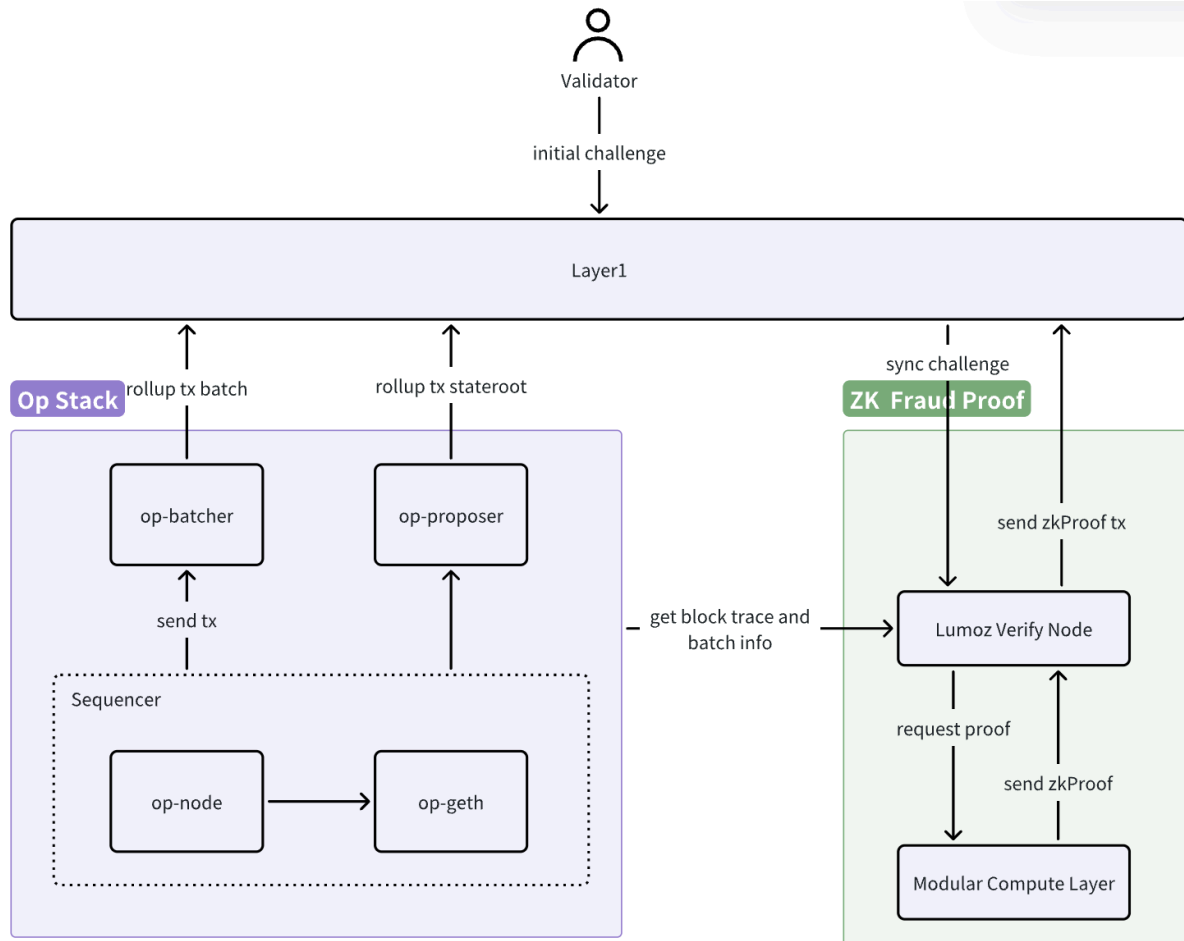 Validator
initial challenge
Layer1
rollup tx batch
rollup tx stateroot
sync challenge
Op Stack
ZK Fraud Proof
op-batcher
op-proposer
send zkProof tx
send tx
get block trace and
batch info
Lumoz Verify Node
Sequencer
request proof
send zkProof
op-node
op-geth
Modular Compute Layer